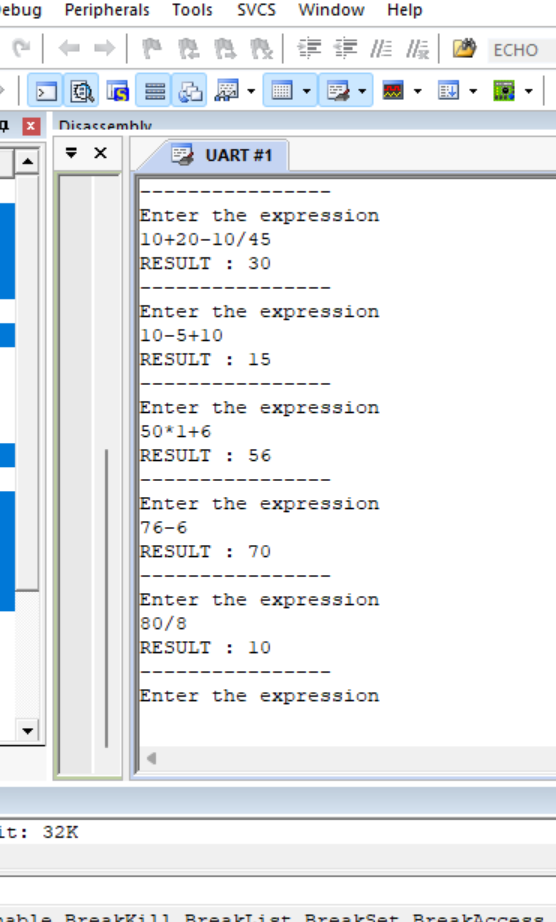 Debug Peripherals Tools SVCS Window Help
ECHO
Disassembly
UART #1
----------------
Enter the expression
10+20-10/45
RESULT : 30
----------------
Enter the expression
10-5+10
RESULT : 15
----------------
Enter the expression
50*1+6
RESULT : 56
----------------
Enter the expression
76-6
RESULT : 70
----------------
Enter the expression
80/8
RESULT : 10
----------------
Enter the expression
it: 32K
BreakKill BreakList BreakSet BreakAccess